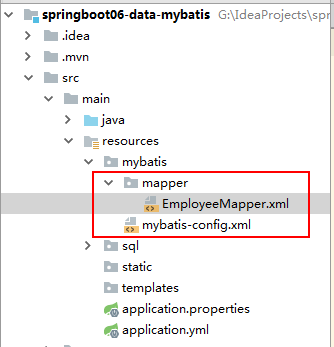 springboot06-data-mybatis G:\IdeaProjects\spr
.idea
.mvn
src
main
java
resources
mybatis
mapper
EmployeeMapper.xml
mybatis-config.xml
sql
static
templates
application.properties
application.yml